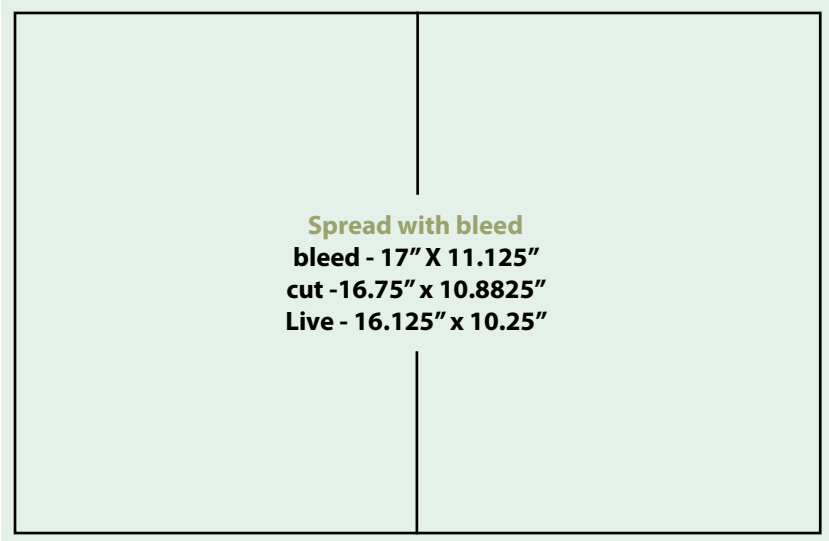 Spread with bleed
bleed - 17” X 11.125”
cut -16.75” x 10.8825”
Live - 16.125” x 10.25”